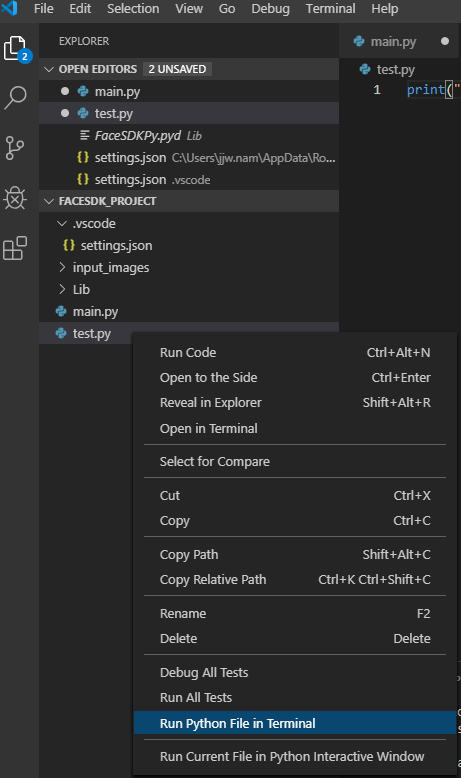 File Edit Selection View Go Debug Terminal Help
EXPLORER
main.py
OPEN EDITORS 2 UNSAVED
test.py
main.py
1 print("
test.py
FaceSDKPy.pyd Lib
{} settings.json C:\Users\jjw.nam\AppData\Ro...
{} settings.json .vscode
FACESDK_PROJECT
.vscode
{} settings.json
input_images
Lib
main.py
test.py
2
Run Code Ctrl+Alt+N
Open to the Side Ctrl+Enter
Reveal in Explorer Shift+Alt+R
Open in Terminal
Select for Compare
Cut Ctrl+X
Copy Ctrl+C
Copy Path Shift+Alt+C
Copy Relative Path Ctrl+K Ctrl+Shift+C
Rename F2
Delete Delete
Debug All Tests
Run All Tests
Run Python File in Terminal
Run Current File in Python Interactive Window